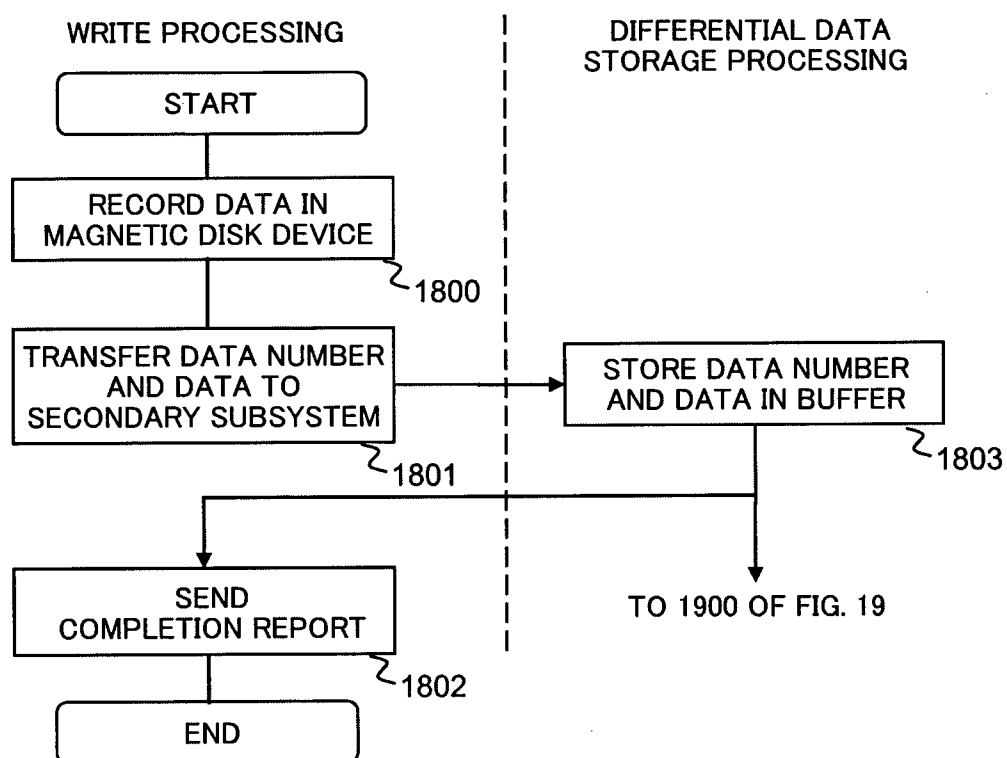 WRITE PROCESSING
DIFFERENTIAL DATA
STORAGE PROCESSING
START
RECORD DATA IN
MAGNETIC DISK DEVICE
1800
TRANSFER DATA NUMBER
AND DATA TO
SECONDARY SUBSYSTEM
1801
STORE DATA NUMBER
AND DATA IN BUFFER
1803
SEND
COMPLETION REPORT
1802
TO 1900 OF FIG. 19
END